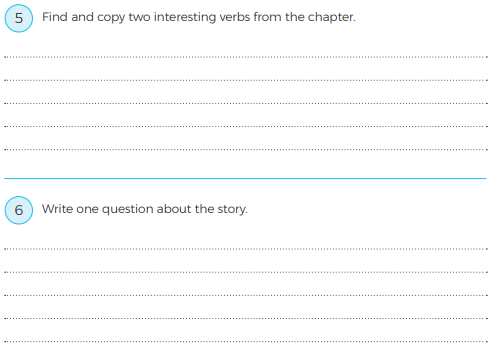 5 Find and copy two interesting verbs from the chapter.
6 Write one question about the story.